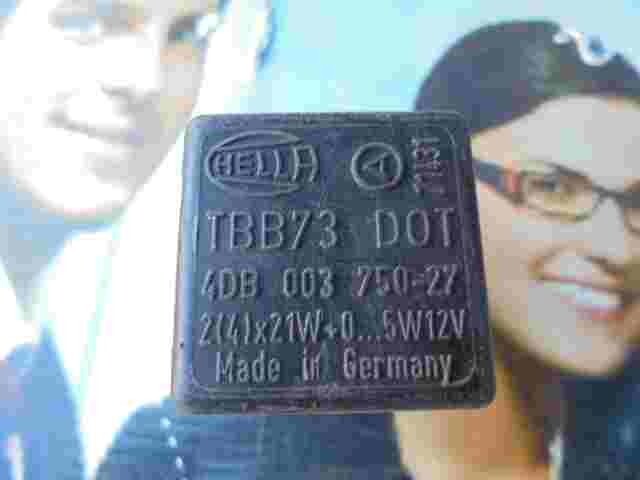 HELLA A
TBB73 DOT
4DB 003 750-27
2(4)x21W+0...5W12V
Made in Germany